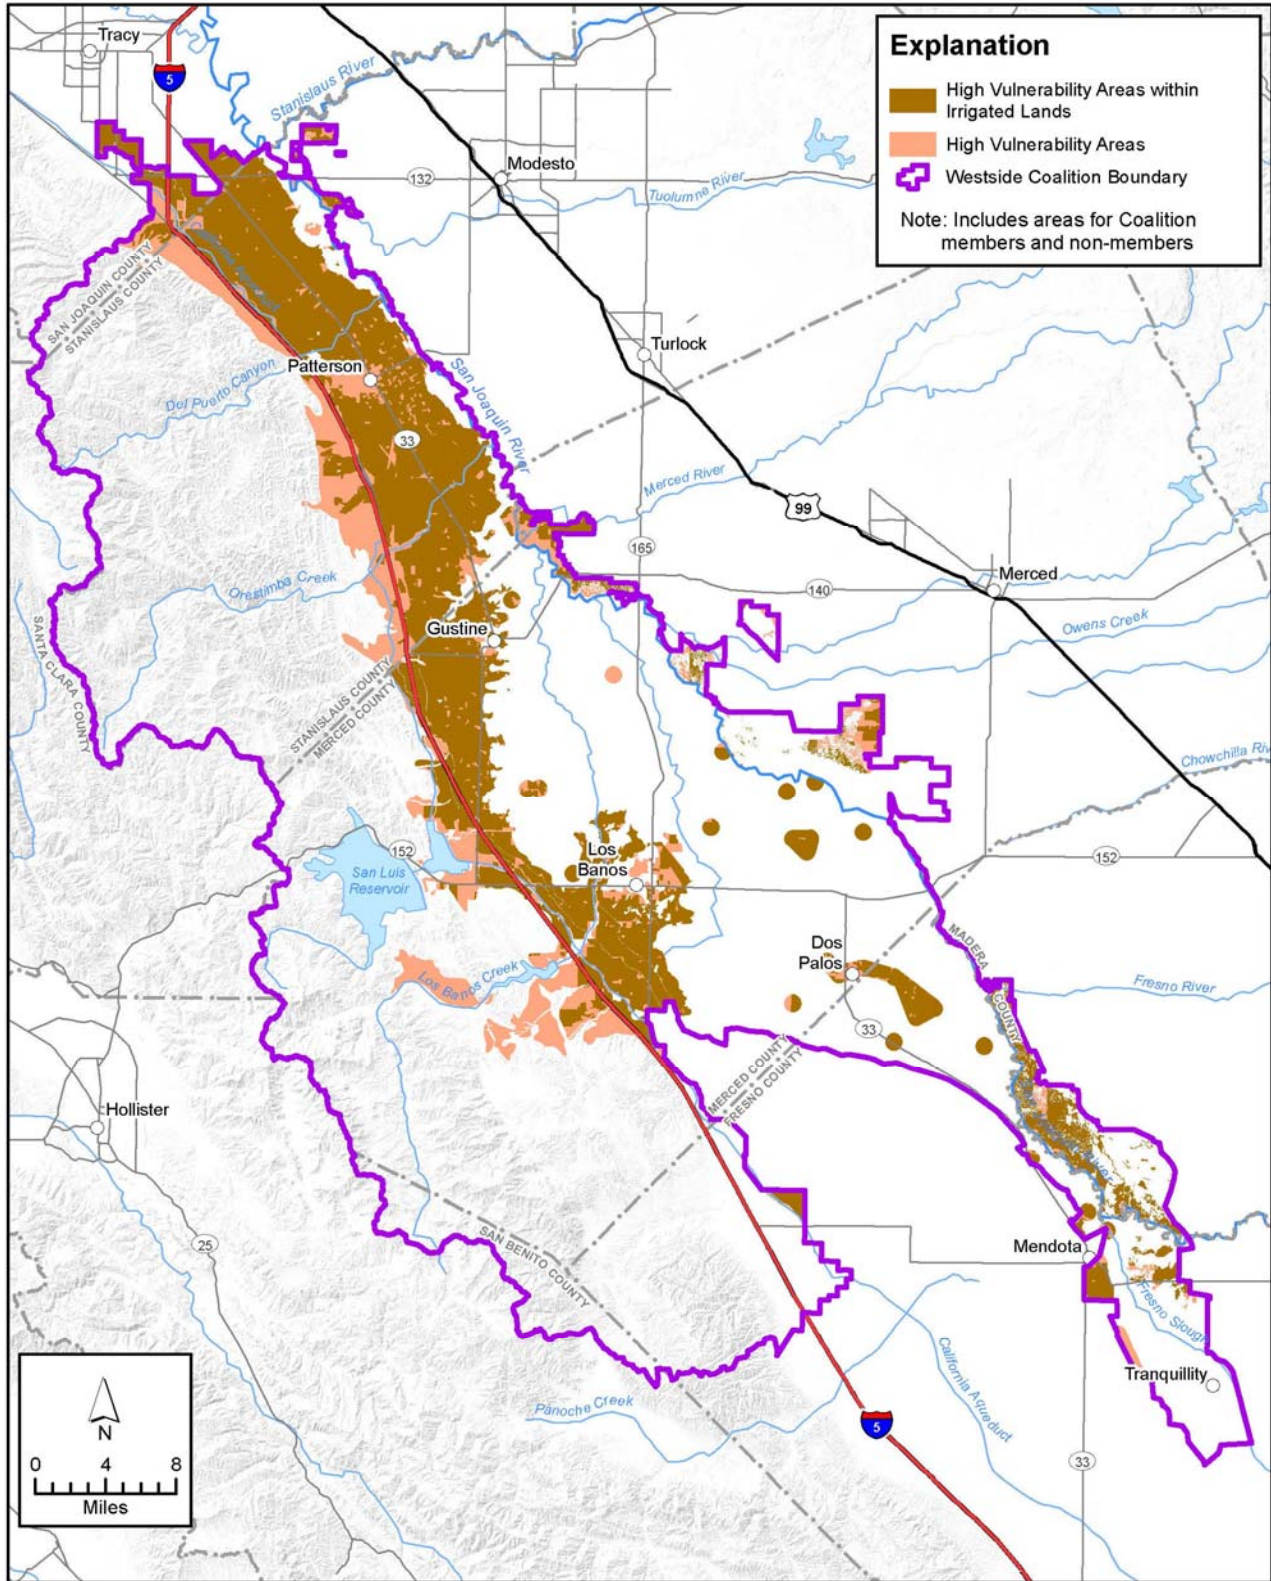 Tracy
5
Stanislaus River
Explanation
High Vulnerability Areas within
Irrigated Lands
High Vulnerability Areas
Westside Coalition Boundary
Note: Includes areas for Coalition
members and non-members
Modesto
132
Tuolumne River
SAN JOAQUIN COUNTY
STANISLAUS COUNTY
Turlock
Patterson
Del Puerto Canyon
San Joaquin River
33
Merced River
99
165
Merced
140
Orestimba Creek
Owens Creek
Gustine
SANTA CLARA COUNTY
STANISLAUS COUNTY
MERCED COUNTY
Chowchilla Riv
152
Los
Banos
152
San Luis
Reservoir
MADERA
COUNTY
Dos
Palos
Los Banos Creek
Fresno River
33
MERCED COUNTY
FRESNO COUNTY
Hollister
River
25
SAN BENITO COUNTY
Mendota
Fresno Slough
California Aqueduct
Tranquillity
N
0 4 8
Miles
Panoche Creek
5
33